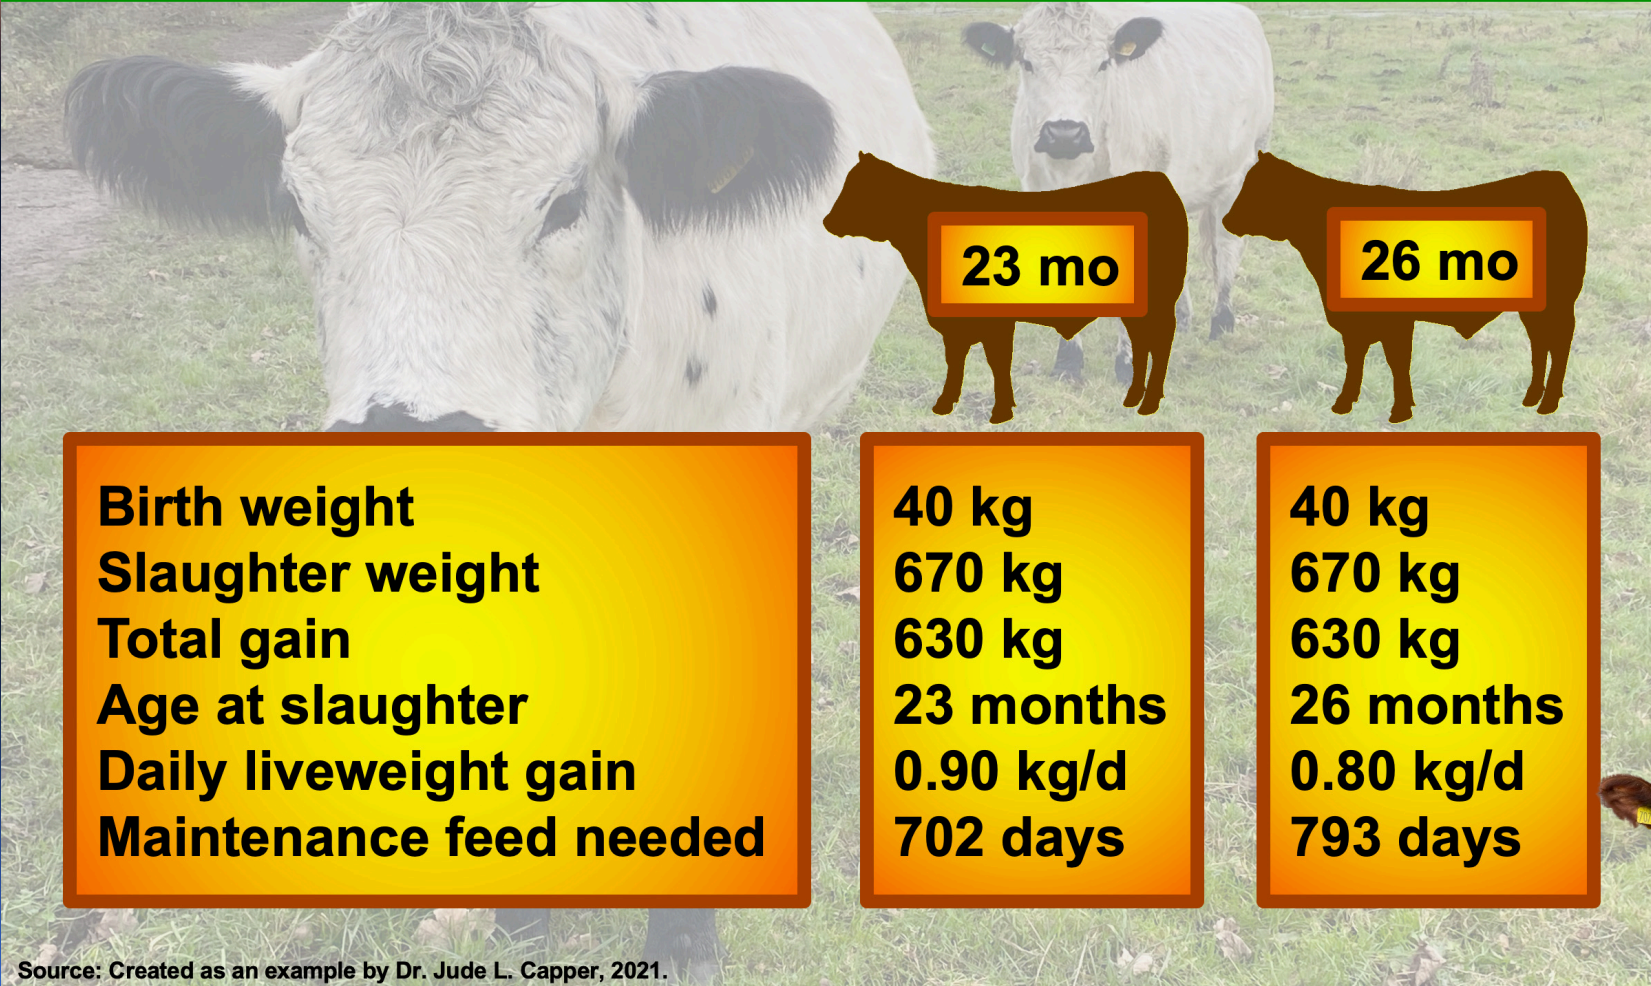 23 mo
26 mo
Birth weight 40 kg 40 kg
Slaughter weight 670 kg 670 kg
Total gain 630 kg 630 kg
Age at slaughter 23 months 26 months
Daily liveweight gain 0.90 kg/d 0.80 kg/d
Maintenance feed needed 702 days 793 days
Source: Created as an example by Dr. Jude L. Capper, 2021.